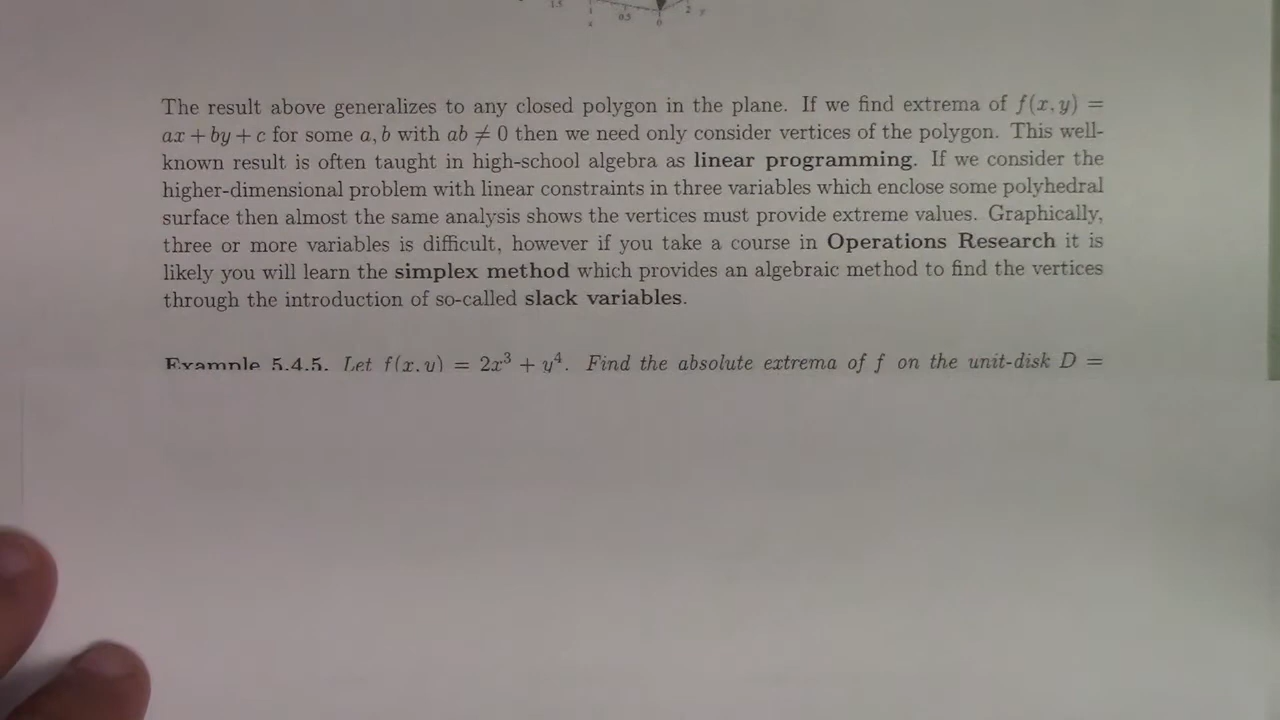 1.5
0.5
0
2 y
The result above generalizes to any closed polygon in the plane. If we find extrema of f(x, y) =
ax + by + c for some a, b with ab ≠ 0 then we need only consider vertices of the polygon. This well-
known result is often taught in high-school algebra as linear programming. If we consider the
higher-dimensional problem with linear constraints in three variables which enclose some polyhedral
surface then almost the same analysis shows the vertices must provide extreme values. Graphically,
three or more variables is difficult, however if you take a course in Operations Research it is
likely you will learn the simplex method which provides an algebraic method to find the vertices
through the introduction of so-called slack variables.
Example 5.4.5. Let f(x, y) = 2x³ + y⁴. Find the absolute extrema of f on the unit-disk D =